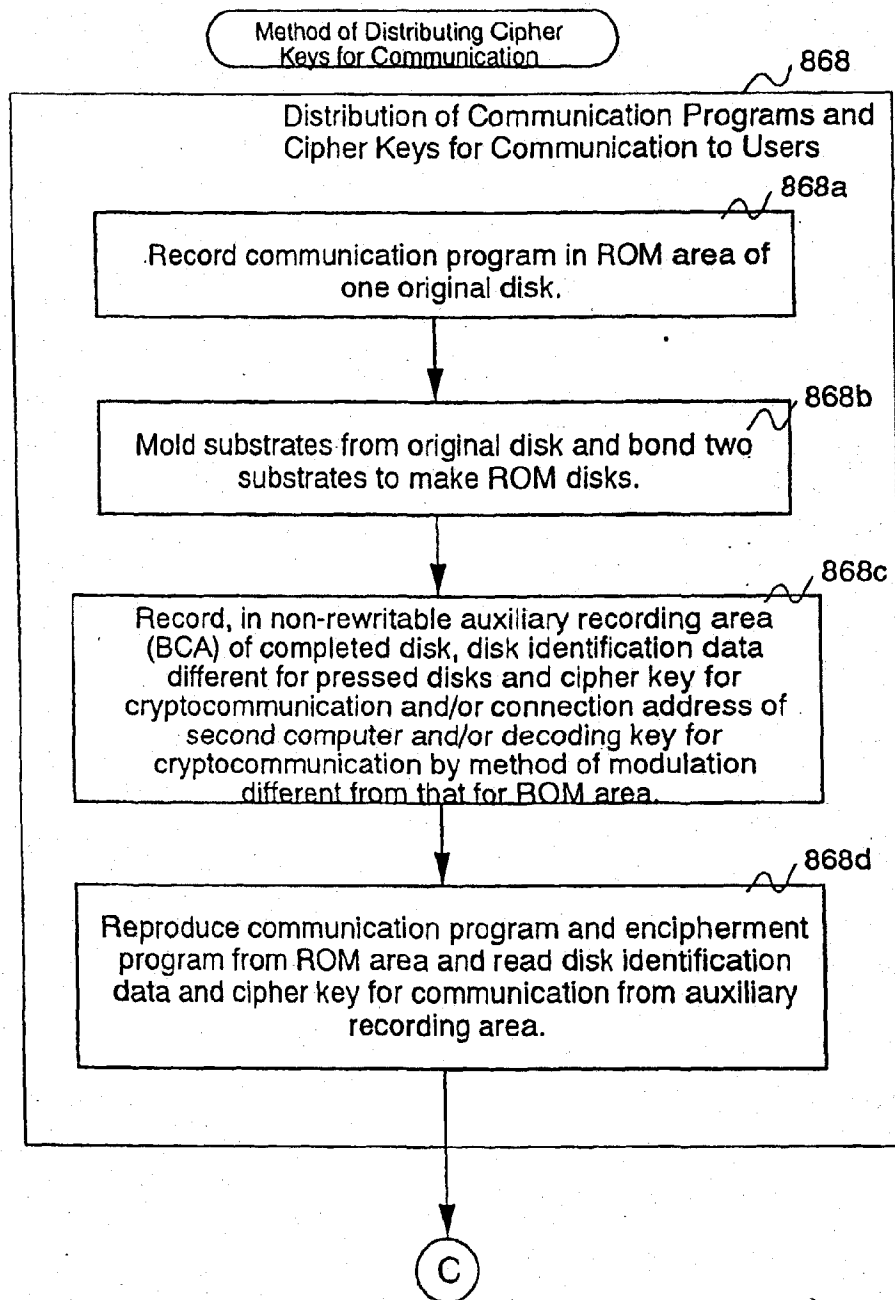 Method of Distributing Cipher
Keys for Communication
868
Distribution of Communication Programs and
Cipher Keys for Communication to Users
868a
Record communication program in ROM area of
one original disk.
868b
Mold substrates from original disk and bond two
substrates to make ROM disks.
868c
Record, in non-rewritable auxiliary recording area
(BCA) of completed disk, disk identification data
different for pressed disks and cipher key for
cryptocommunication and/or connection address of
second computer and/or decoding key for
cryptocommunication by method of modulation
different from that for ROM area.
868d
Reproduce communication program and encipherment
program from ROM area and read disk identification
data and cipher key for communication from auxiliary
recording area.
C